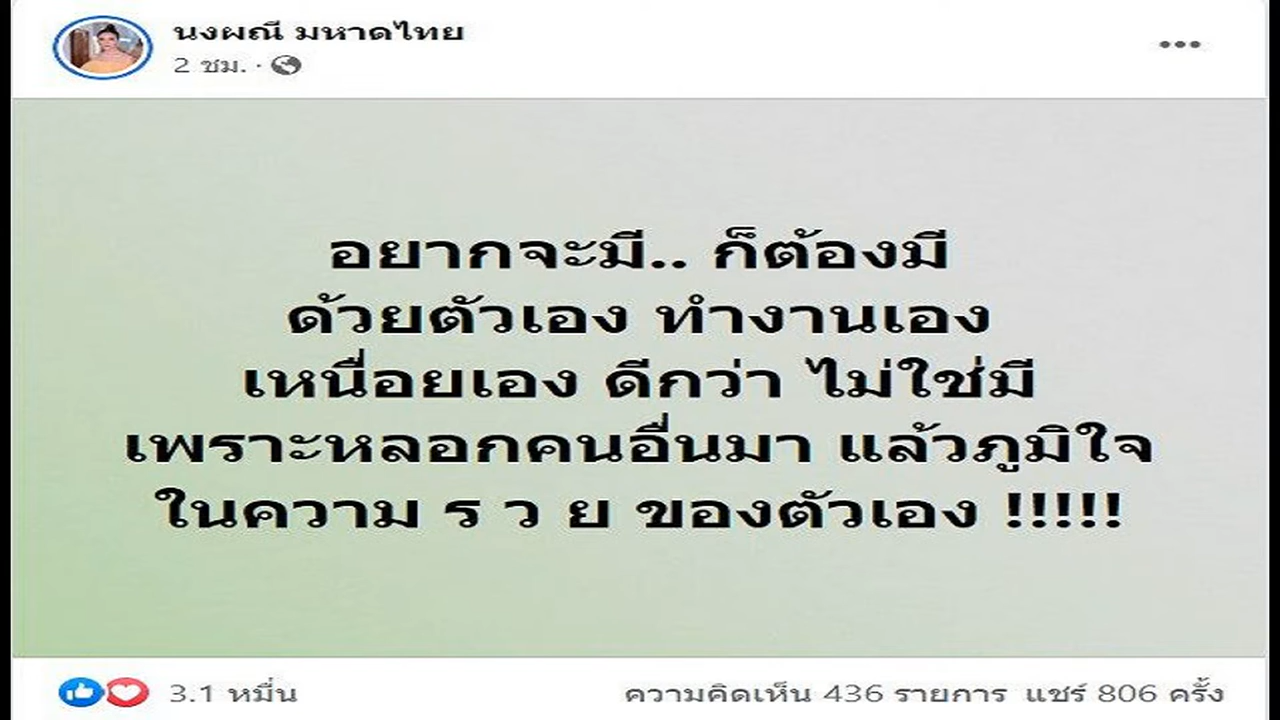 นงผณี มหาดไทย
2 ชม. ·
อยากจะมี.. ก็ต้องมี
ด้วยตัวเอง ทำงานเอง
เหนื่อยเอง ดีกว่า ไม่ใช่มี
เพราะหลอกคนอื่นมา แล้วภูมิใจ
ในความ ร ว ย ของตัวเอง !!!!!
3.1 หมื่น
ความคิดเห็น 436 รายการ แชร์ 806 ครั้ง